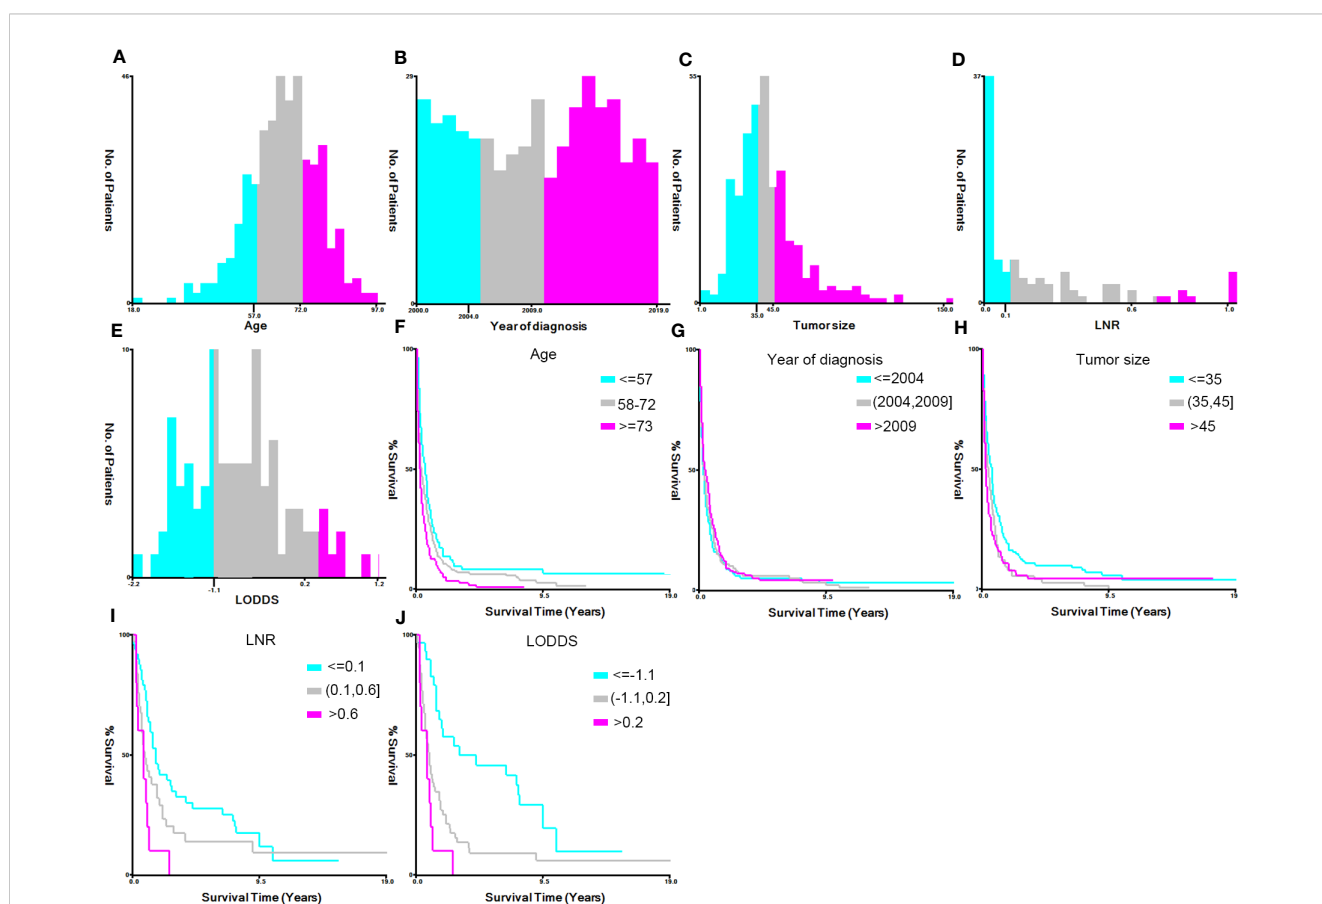 A
B
C
D
46
29
55
37
No. of Patients
No. of Patients
No. of Patients
No. of Patients
0
0
0
0
18.0 57.0 72.0 97.0
2000.0 2004.0 2009.0 2019.0
1.0 35.0 45.0 150.0
0.0 0.1 0.6 1.0
Age
Year of diagnosis
Tumor size
LNR
E
F
G
H
10
No. of Patients
0
-2.2 -1.1 0.2 1.2
LODDS
Age
<=57
58-72
>=73
100
50
0
% Survival
0.0 9.5 19.0
Survival Time (Years)
Year of diagnosis
<=2004
(2004,2009]
>2009
100
50
% Survival
0.0 9.5 19.0
Survival Time (Years)
Tumor size
<=35
(35,45]
>45
100
50
% Survival
0.0 9.5 19
Survival Time (Years)
I
LNR
<=0.1
(0.1,0.6]
>0.6
100
50
0
% Survival
0.0 9.5 19.0
Survival Time (Years)
J
LODDS
<=-1.1
(-1.1,0.2]
>0.2
100
50
0
% Survival
0.0 9.5 19.0
Survival Time (Years)